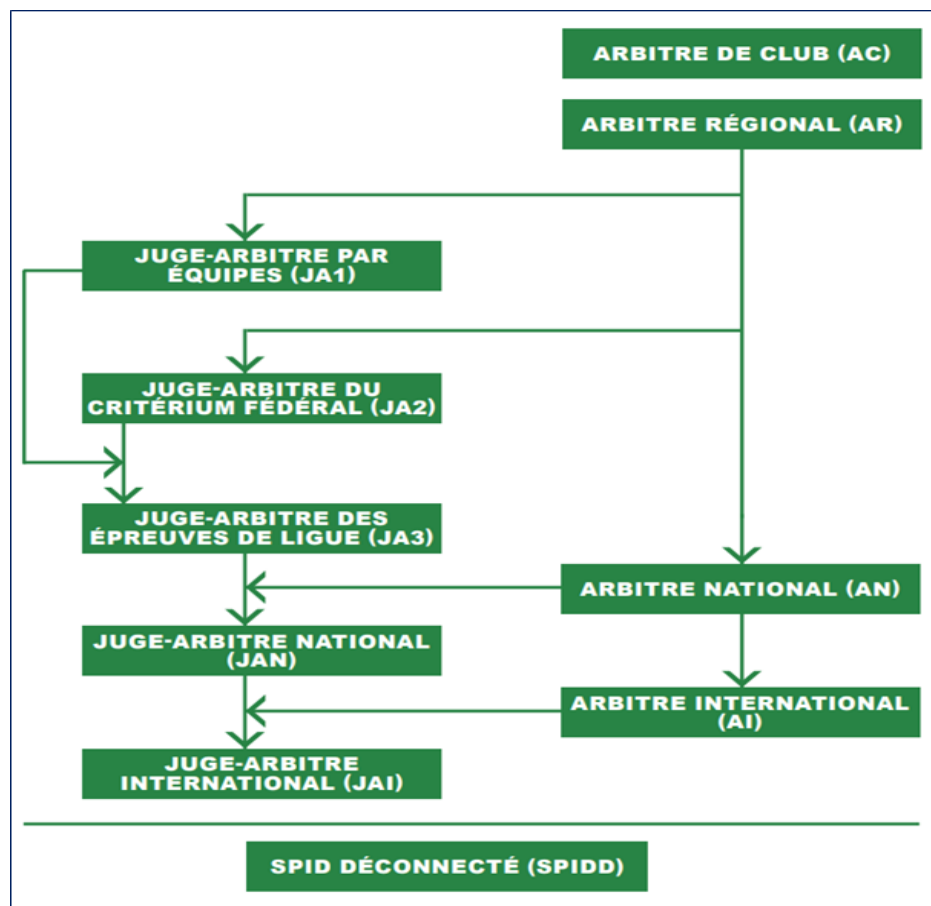 ARBITRE DE CLUB (AC)
ARBITRE RÉGIONAL (AR)
JUGE-ARBITRE PAR
ÉQUIPES (JA1)
JUGE-ARBITRE DU
CRITÉRIUM FÉDÉRAL (JA2)
JUGE-ARBITRE DES
ÉPREUVES DE LIGUE (JA3)
ARBITRE NATIONAL (AN)
JUGE-ARBITRE NATIONAL
(JAN)
ARBITRE INTERNATIONAL
(AI)
JUGE-ARBITRE
INTERNATIONAL (JAI)
SPID DÉCONNECTÉ (SPIDD)